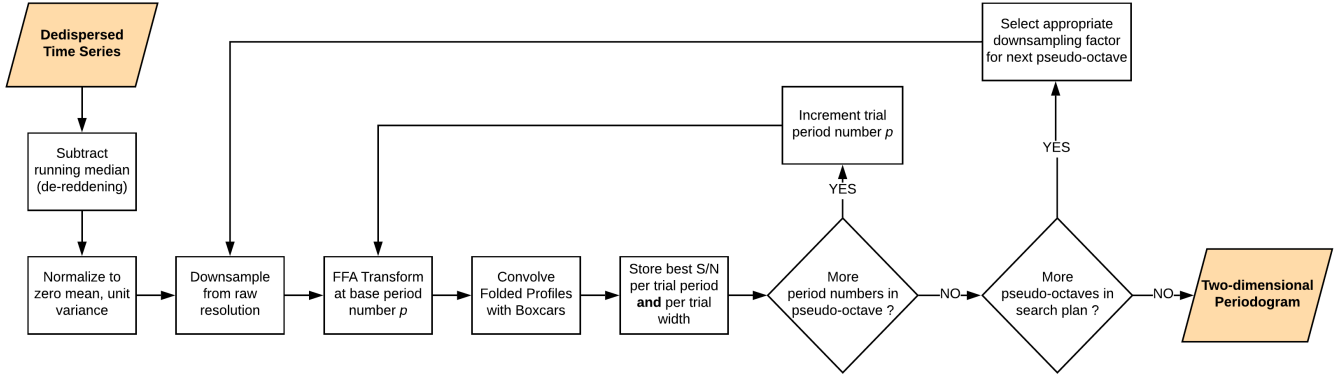 Dedispersed
Time Series
Subtract
running median
(de-reddening)
Normalize to
zero mean, unit
variance
Downsample
from raw
resolution
FFA Transform
at base period
number p
Convolve
Folded Profiles
with Boxcars
Store best S/N
per trial period
and per trial
width
More
period numbers in
pseudo-octave ?
YES
Increment trial
period number p
NO
More
pseudo-octaves in
search plan ?
YES
Select appropriate
downsampling factor
for next pseudo-octave
NO
Two-dimensional
Periodogram